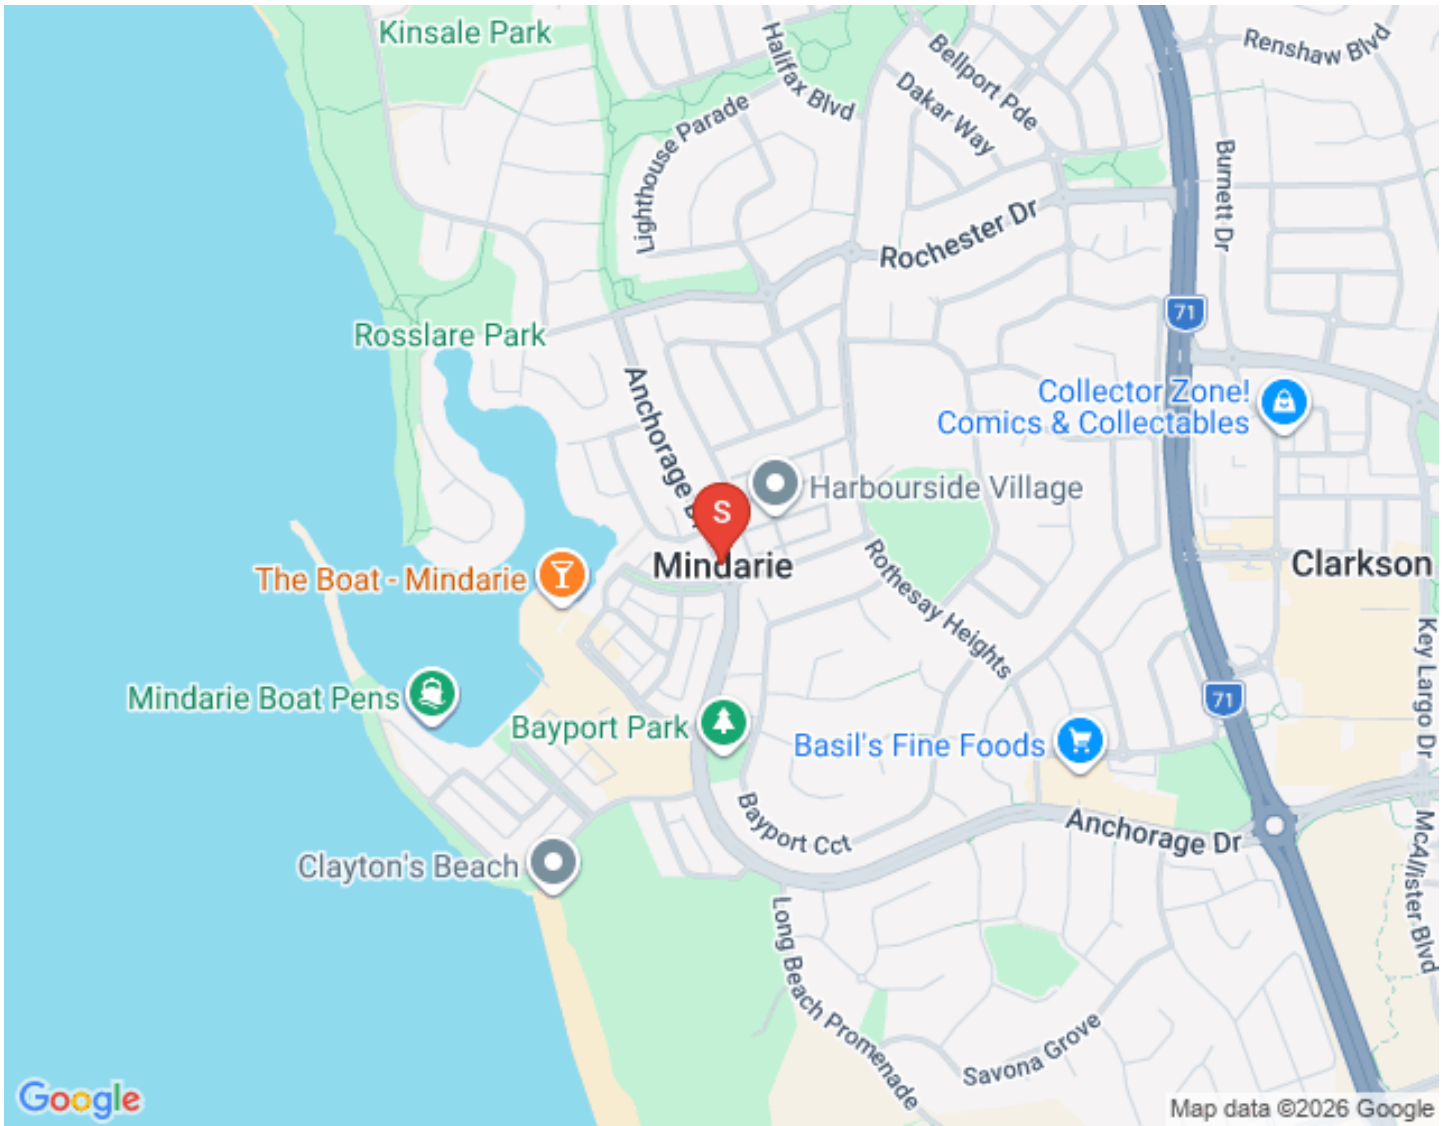 Kinsale Park
Halifax Blvd
Bellport Pde
Renshaw Blvd
Dakar Way
Lighthouse Parade
Burnett Dr
Rochester Dr
71
Rosslare Park
Anchorage Dr
Collector Zone!
Comics & Collectables
S
Harbourside Village
Mindarie
Clarkson
The Boat - Mindarie
Rothesay Heights
Key Largo Dr
Mindarie Boat Pens
71
Bayport Park
Basil's Fine Foods
Bayport Cct
Anchorage Dr
McAllister Blvd
Clayton's Beach
Long Beach Promenade
Savona Grove
Google
Map data ©2026 Google